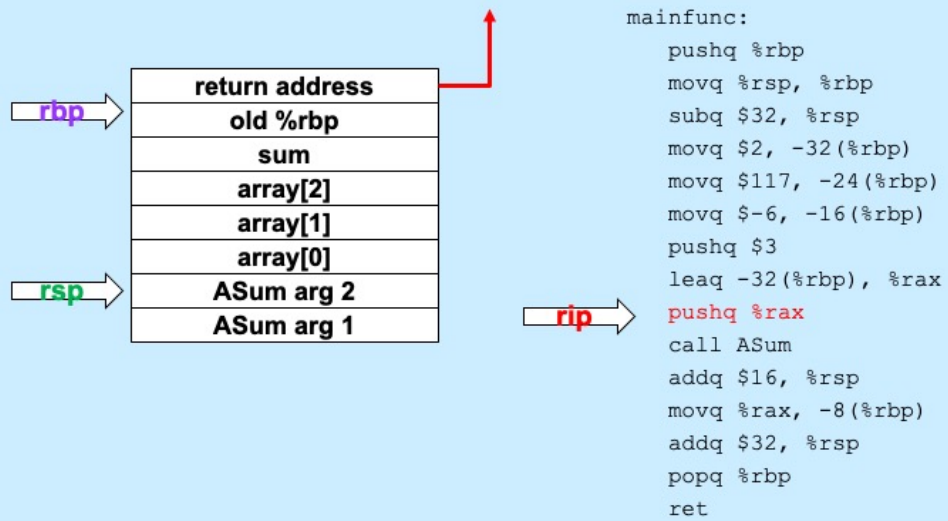 return address
rbp
old %rbp
sum
array[2]
array[1]
array[0]
rsp
ASum arg 2
ASum arg 1
mainfunc:
pushq %rbp
movq %rsp, %rbp
subq $32, %rsp
movq $2, -32(%rbp)
movq $117, -24(%rbp)
movq $-6, -16(%rbp)
pushq $3
leaq -32(%rbp), %rax
rip
pushq %rax
call ASum
addq $16, %rsp
movq %rax, -8(%rbp)
addq $32, %rsp
popq %rbp
ret